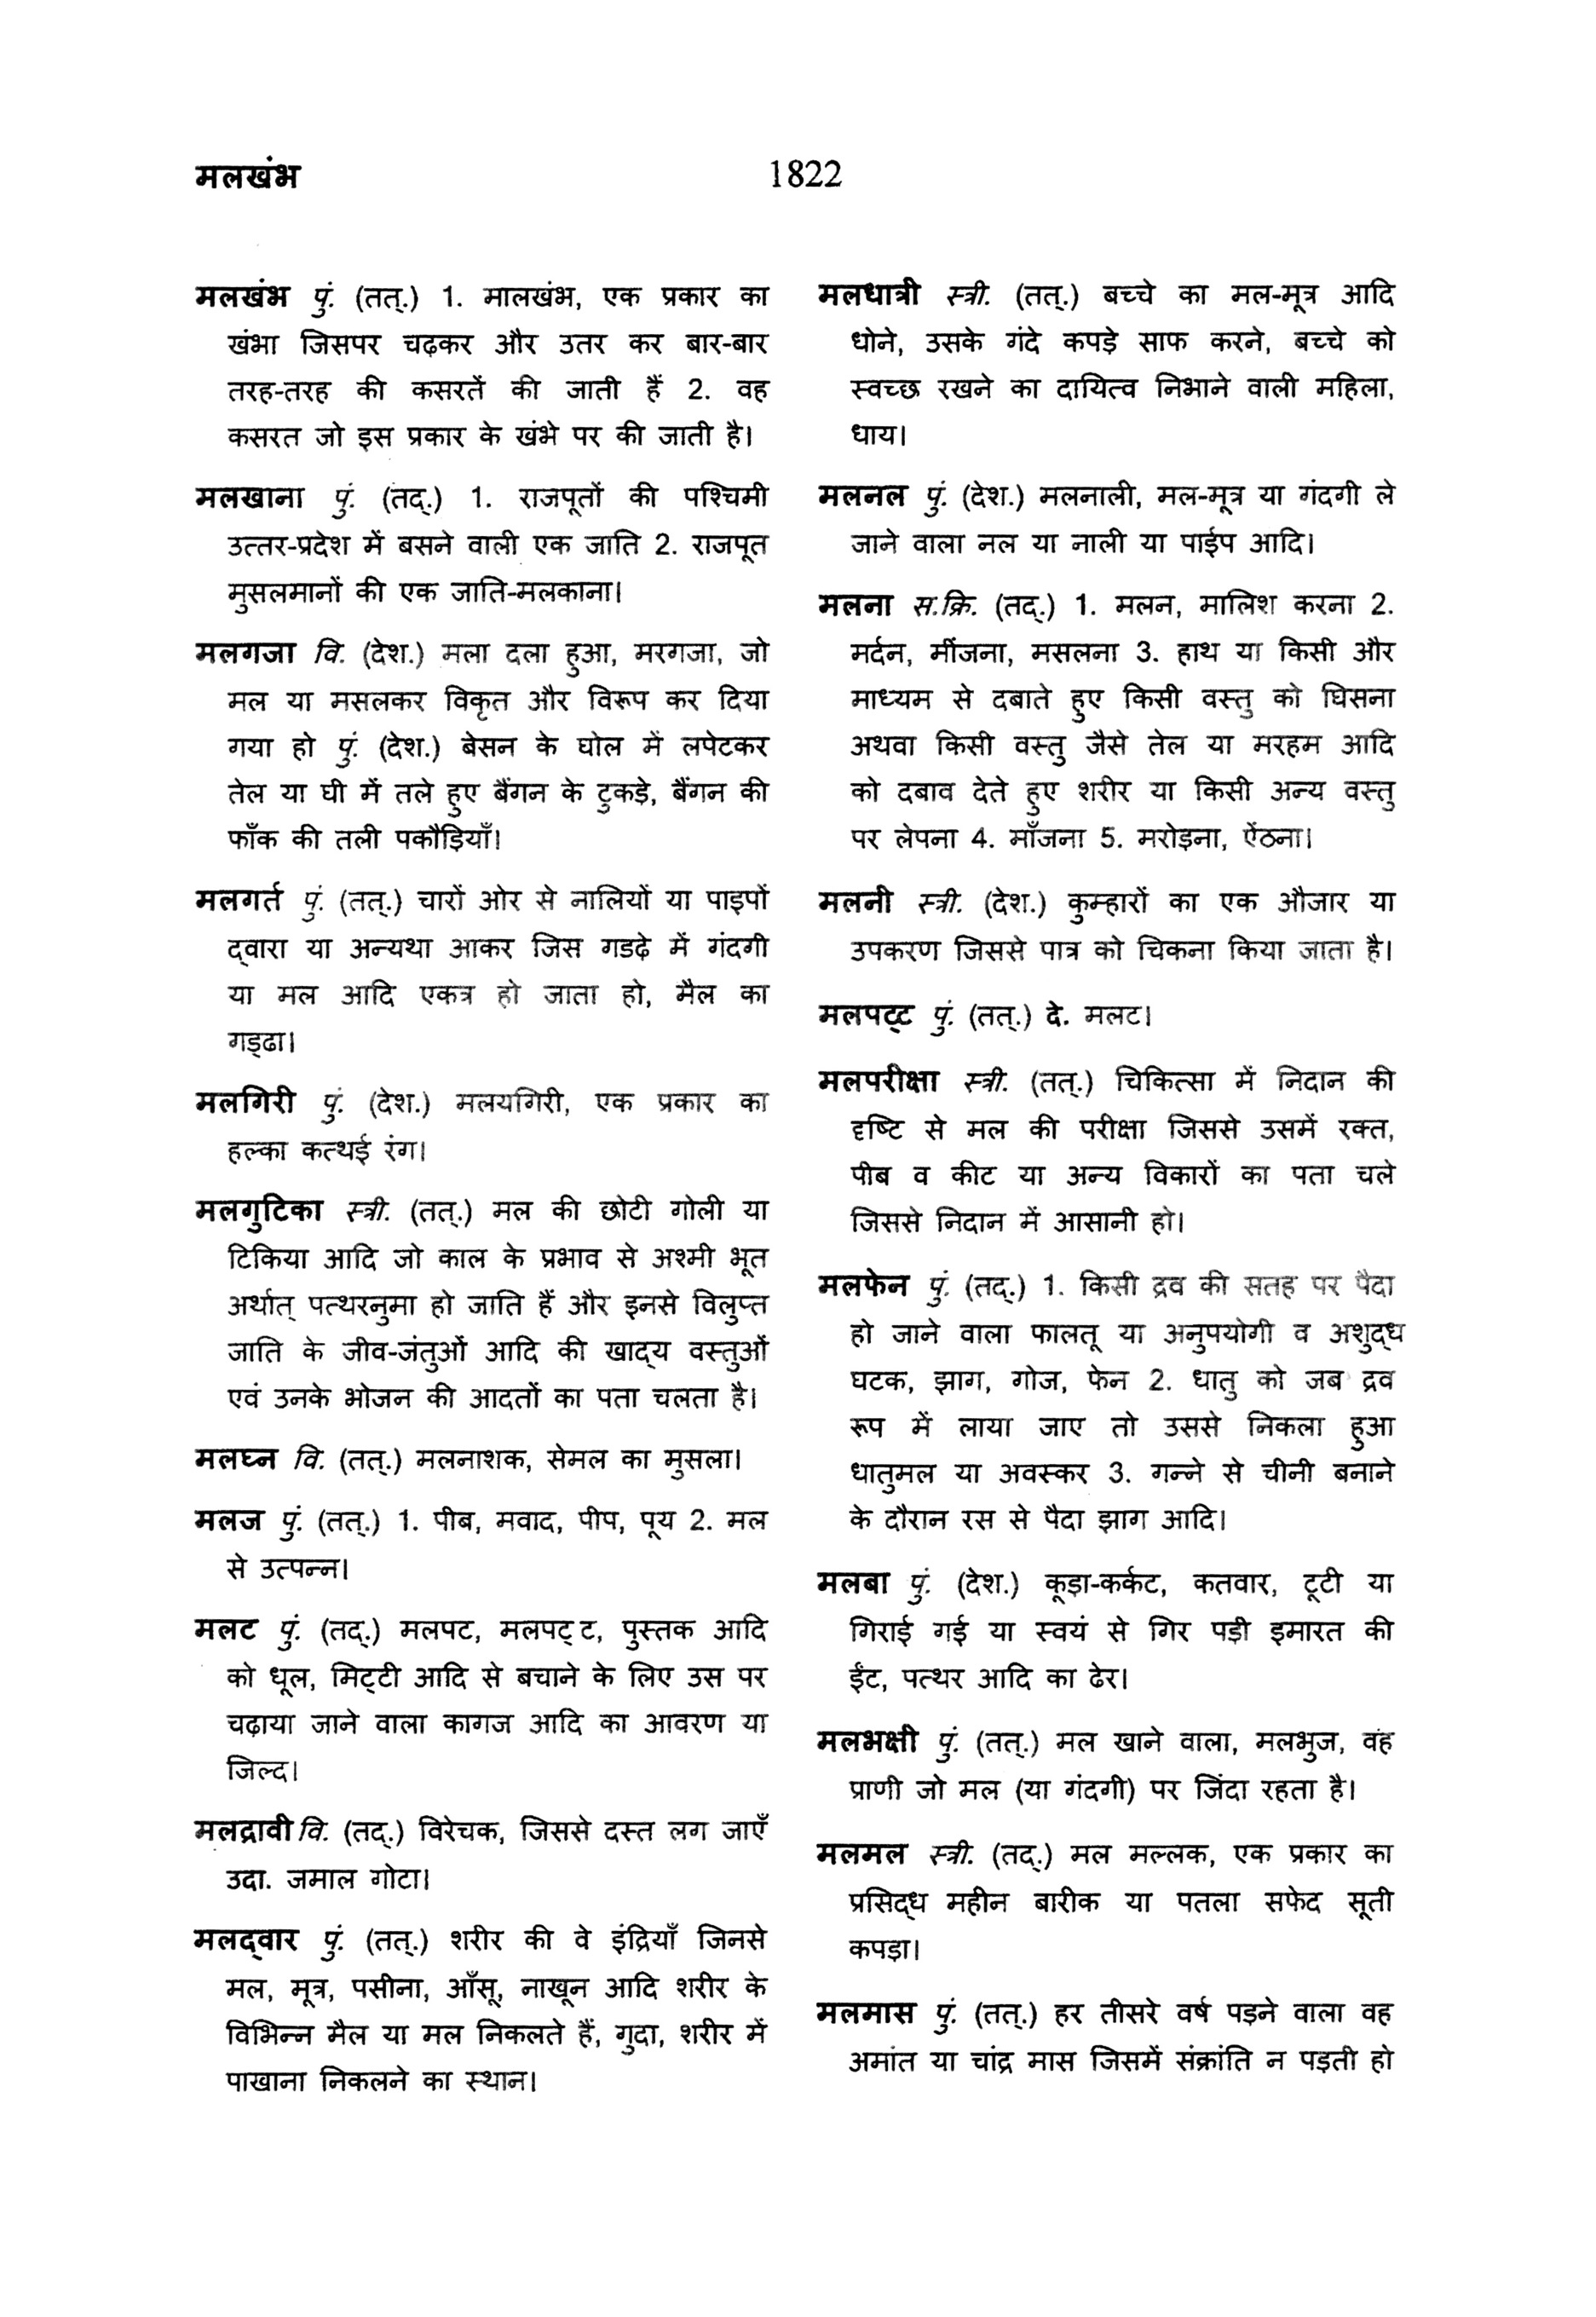 मलखंभ
1822
मलखंभ पुं. (तत्.) 1. मालखंभ, एक प्रकार का
खंभा जिसपर चढ़कर और उतर कर बार-बार
तरह-तरह की कसरतें की जाती हैं 2. वह
कसरत जो इस प्रकार के खंभे पर की जाती है।
मलखाना पुं. (तद्.) 1. राजपूतों की पश्चिमी
उत्तर-प्रदेश में बसने वाली एक जाति 2. राजपूत
मुसलमानों की एक जाति-मलकाना।
मलगजा वि. (देश.) मला दला हुआ, मरगजा, जो
मल या मसलकर विकृत और विरूप कर दिया
गया हो पुं. (देश.) बेसन के घोल में लपेटकर
तेल या घी में तले हुए बैंगन के टुकड़े, बैंगन की
फाँक की तली पकौड़ियाँ।
मलगर्त पुं. (तत्.) चारों ओर से नालियों या पाइपों
द्वारा या अन्यथा आकर जिस गडढ़े में गंदगी
या मल आदि एकत्र हो जाता हो, मैल का
गड्ढा।
मलगिरी पुं. (देश.) मलयगिरी, एक प्रकार का
हल्का कत्थई रंग।
मलगुटिका स्त्री. (तत्.) मल की छोटी गोली या
टिकिया आदि जो काल के प्रभाव से अश्मी भूत
अर्थात् पत्थरनुमा हो जाति हैं और इनसे विलुप्त
जाति के जीव-जंतुओं आदि की खाद्य वस्तुओं
एवं उनके भोजन की आदतों का पता चलता है।
मलघ्न वि. (तत्.) मलनाशक, सेमल का मुसला।
मलज पुं. (तत्.) 1. पीब, मवाद, पीप, पूय 2. मल
से उत्पन्न।
मलट पुं. (तद्.) मलपट, मलपट्ट, पुस्तक आदि
को धूल, मिट्टी आदि से बचाने के लिए उस पर
चढ़ाया जाने वाला कागज आदि का आवरण या
जिल्द।
मलद्रावी वि. (तद्.) विरेचक, जिससे दस्त लग जाएँ
उदा. जमाल गोटा।
मलद्वार पुं. (तत्.) शरीर की वे इंद्रियाँ जिनसे
मल, मूत्र, पसीना, आँसू, नाखून आदि शरीर के
विभिन्न मैल या मल निकलते हैं, गुदा, शरीर में
पाखाना निकलने का स्थान।
मलधात्री स्त्री. (तत्.) बच्चे का मल-मूत्र आदि
धोने, उसके गंदे कपड़े साफ करने, बच्चे को
स्वच्छ रखने का दायित्व निभाने वाली महिला,
धाय।
मलनल पुं. (देश.) मलनाली, मल-मूत्र या गंदगी ले
जाने वाला नल या नाली या पाईप आदि।
मलना स.क्रि. (तद्.) 1. मलन, मालिश करना 2.
मर्दन, मींजना, मसलना 3. हाथ या किसी और
माध्यम से दबाते हुए किसी वस्तु को घिसना
अथवा किसी वस्तु जैसे तेल या मरहम आदि
को दबाव देते हुए शरीर या किसी अन्य वस्तु
पर लेपना 4. माँजना 5. मरोड़ना, ऐंठना।
मलनी स्त्री. (देश.) कुम्हारों का एक औजार या
उपकरण जिससे पात्र को चिकना किया जाता है।
मलपट्ट पुं. (तत्.) दे. मलट।
मलपरीक्षा स्त्री. (तत्.) चिकित्सा में निदान की
दृष्टि से मल की परीक्षा जिससे उसमें रक्त,
पीब व कीट या अन्य विकारों का पता चले
जिससे निदान में आसानी हो।
मलफेन पुं. (तद्.) 1. किसी द्रव की सतह पर पैदा
हो जाने वाला फालतू या अनुपयोगी व अशुद्ध
घटक, झाग, गोज, फेन 2. धातु को जब द्रव
रूप में लाया जाए तो उससे निकला हुआ
धातुमल या अवस्कर 3. गन्ने से चीनी बनाने
के दौरान रस से पैदा झाग आदि।
मलबा पुं. (देश.) कूड़ा-कर्कट, कतवार, टूटी या
गिराई गई या स्वयं से गिर पड़ी इमारत की
ईंट, पत्थर आदि का ढेर।
मलभक्षी पुं. (तत्.) मल खाने वाला, मलभुज, वह
प्राणी जो मल (या गंदगी) पर जिंदा रहता है।
मलमल स्त्री. (तद्.) मल मल्लक, एक प्रकार का
प्रसिद्ध महीन बारीक या पतला सफेद सूती
कपड़ा।
मलमास पुं. (तत्.) हर तीसरे वर्ष पड़ने वाला वह
अमांत या चांद्र मास जिसमें संक्रांति न पड़ती हो